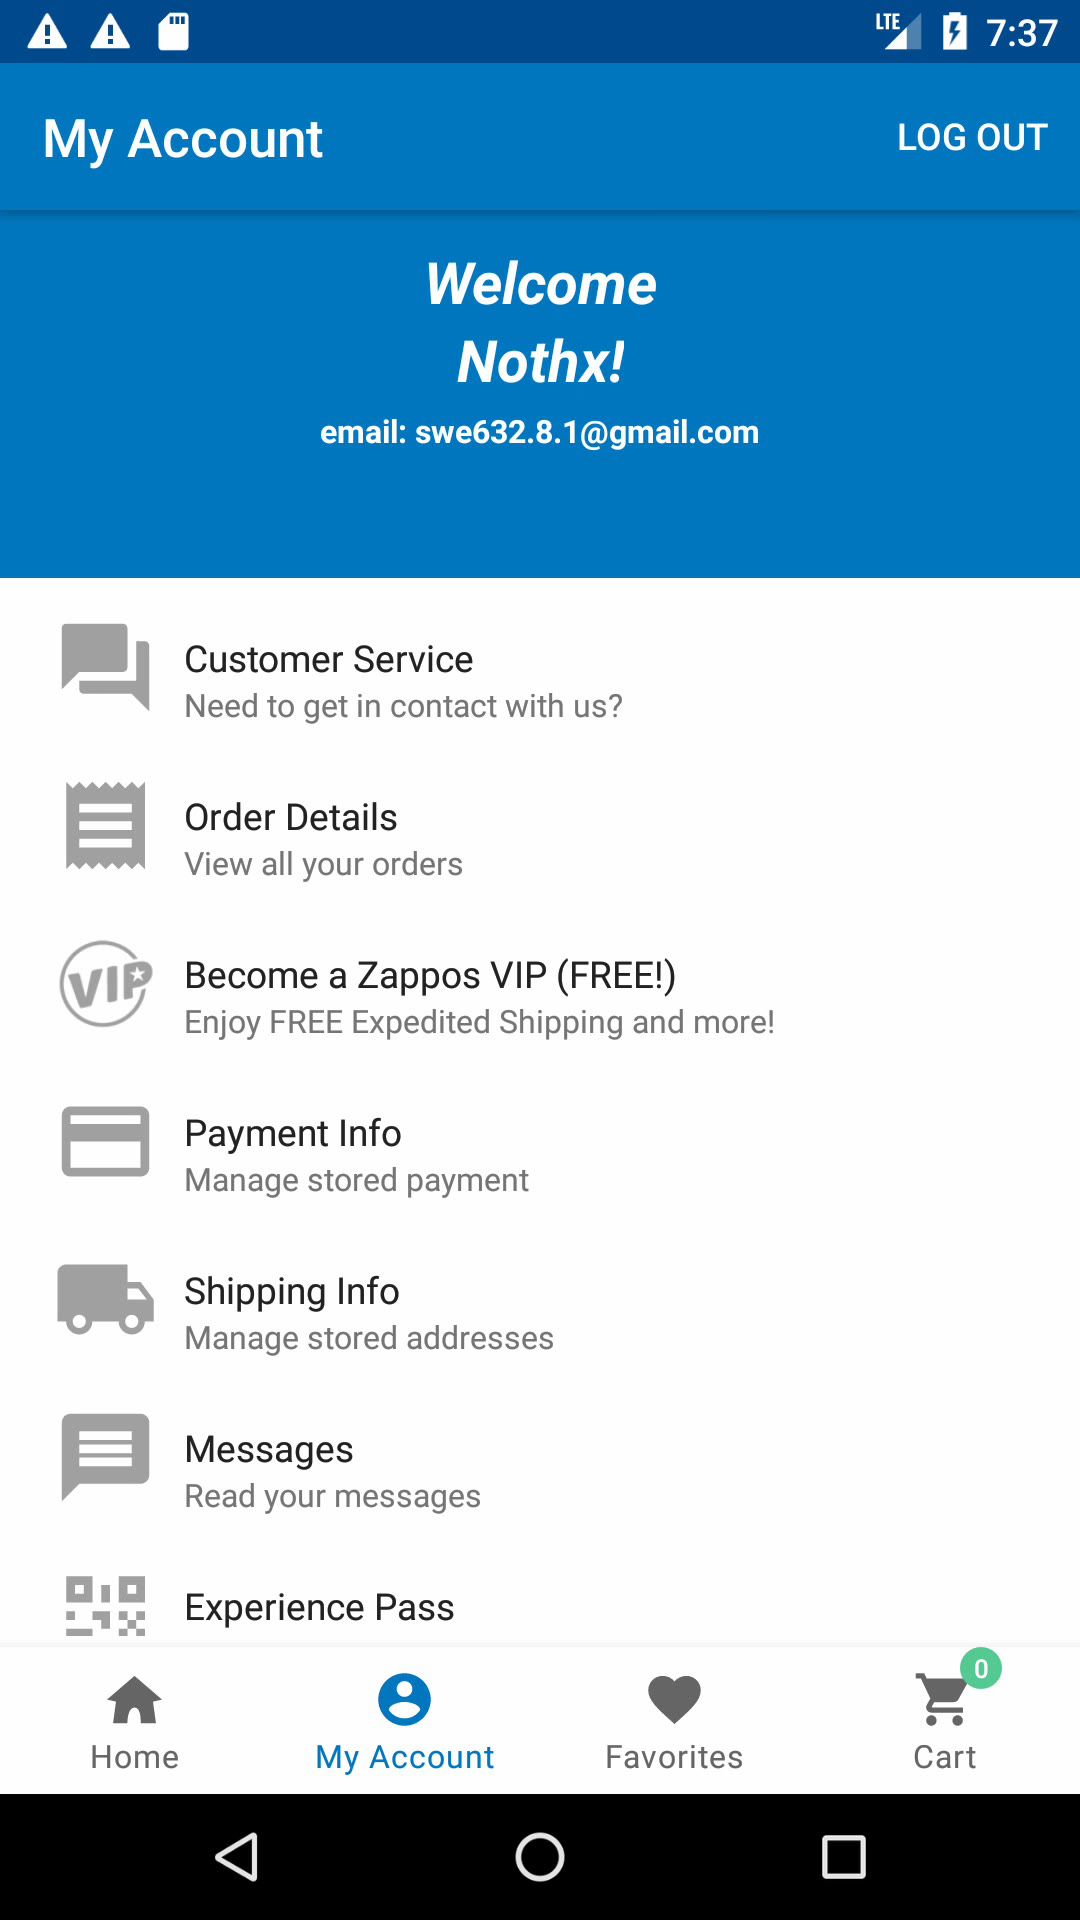 LTE 7:37
My Account LOG OUT
Welcome
Nothx!
email: swe632.8.1@gmail.com
Customer Service
Need to get in contact with us?
Order Details
View all your orders
VIP
Become a Zappos VIP (FREE!)
Enjoy FREE Expedited Shipping and more!
Payment Info
Manage stored payment
Shipping Info
Manage stored addresses
Messages
Read your messages
Experience Pass
0
Home My Account Favorites Cart